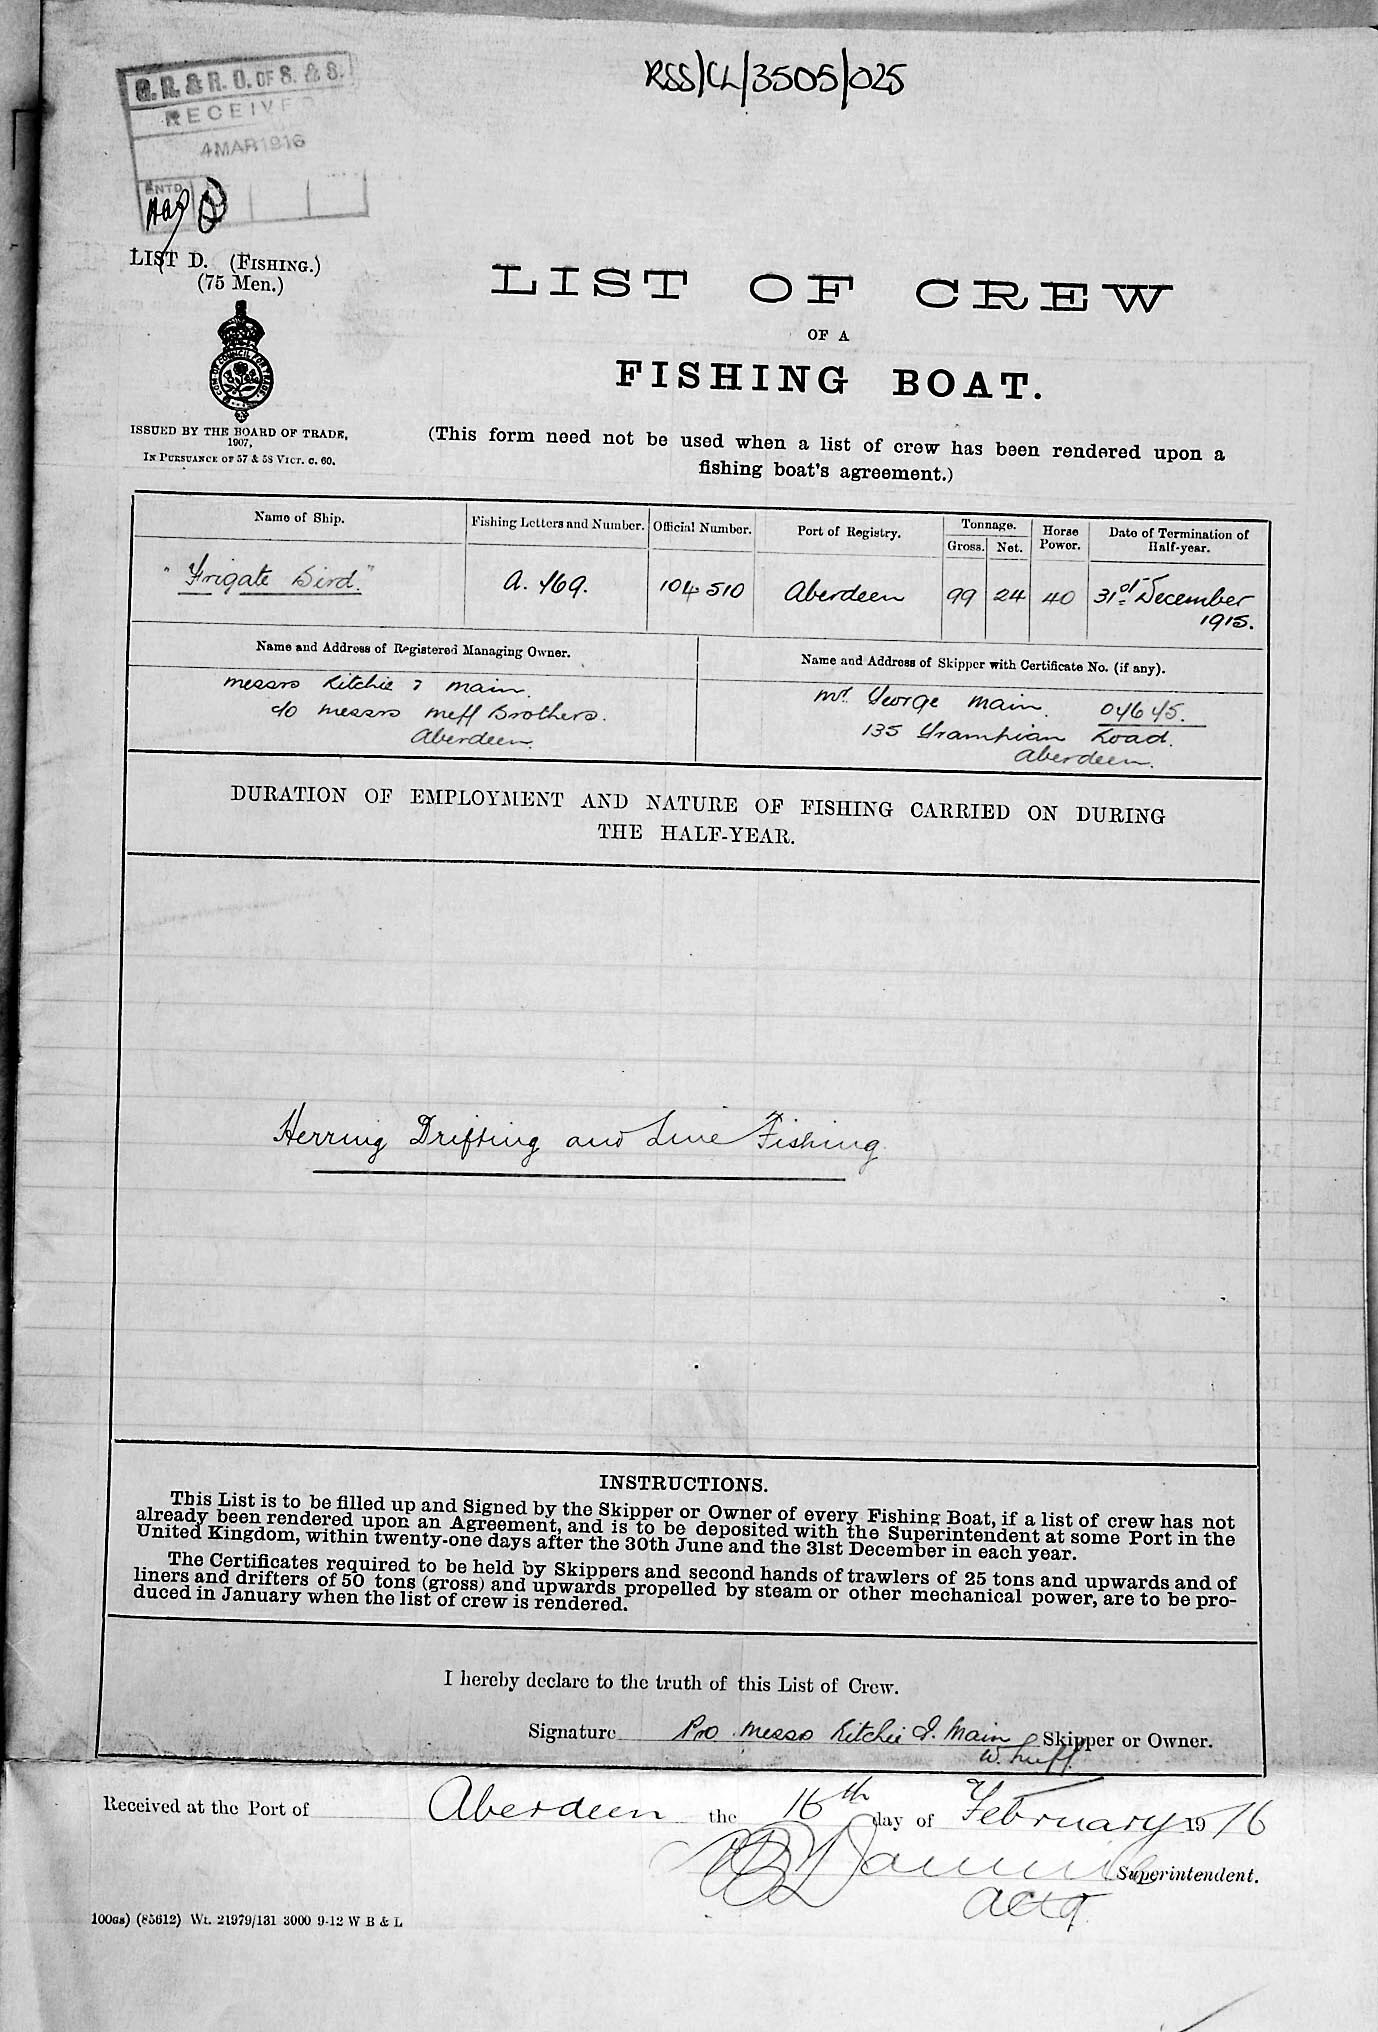 RSS/CL/3505/025
G. R. & R. O. OF S. & S.
RECEIVE
4 MAR 1916
ENTD
LIST D. (FISHING.)
(75 Men.)
LIST OF CREW
OF A
FISHING BOAT.
ISSUED BY THE BOARD OF TRADE,
1907,
IN PURSUANCE OF 57 & 58 VICT. C. 60.
(This form need not be used when a list of crew has been rendered upon a
fishing boat's agreement.)
Name of Ship. Fishing Letters and Number. Official Number. Port of Registry. Tonnage. Gross. Net. Horse Power. Date of Termination of Half-year.
"Frigate Bird." A. 469. 104510 Aberdeen 99 24 40 31st December
1915.
Name and Address of Registered Managing Owner. Name and Address of Skipper with Certificate No. (if any).
Messrs Ritchie & Main. Mr. George Main. 04645.
c/o Messrs Meff Brothers. 135 Grampian Road.
Aberdeen. Aberdeen.
DURATION OF EMPLOYMENT AND NATURE OF FISHING CARRIED ON DURING
THE HALF-YEAR.
Herring Drifting and Line Fishing
INSTRUCTIONS.
This List is to be filled up and Signed by the Skipper or Owner of every Fishing Boat, if a list of crew has not
already been rendered upon an Agreement, and is to be deposited with the Superintendent at some Port in the
United Kingdom, within twenty-one days after the 30th June and the 31st December in each year.
The Certificates required to be held by Skippers and second hands of trawlers of 25 tons and upwards and of
liners and drifters of 50 tons (gross) and upwards propelled by steam or other mechanical power, are to be pro-
duced in January when the list of crew is rendered.
I hereby declare to the truth of this List of Crew.
Signature Pro Messrs Ritchie & Main Skipper or Owner.
W. Meff.
Received at the Port of Aberdeen the 16th day of February 1916
Superintendent.
Actg
100GS) (85612) Wt. 21979/131 3000 9-12 W B & L